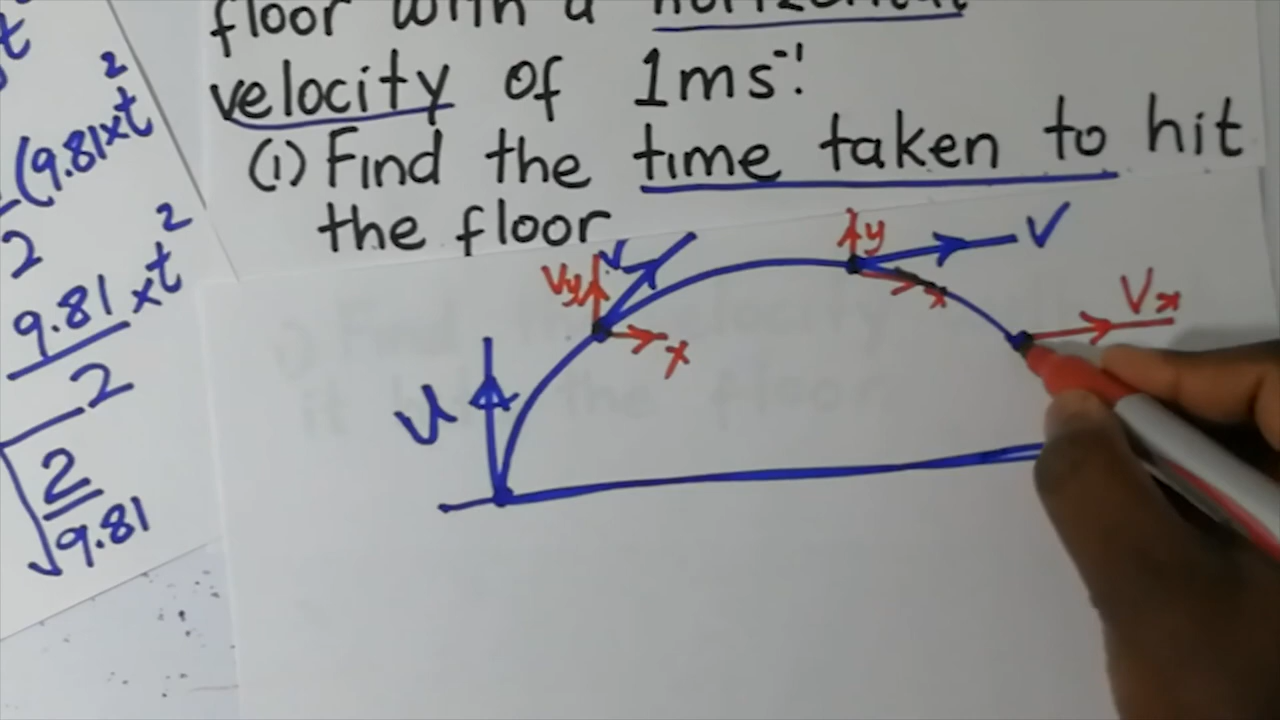 floor with a horizontal
velocity of 1ms⁻¹.
(i) Find the time taken to hit
the floor
t
(9.81×t²
2
9.81 ×t²
2
√2
9.81
Vy
V
x
y
V
x
Vx
u